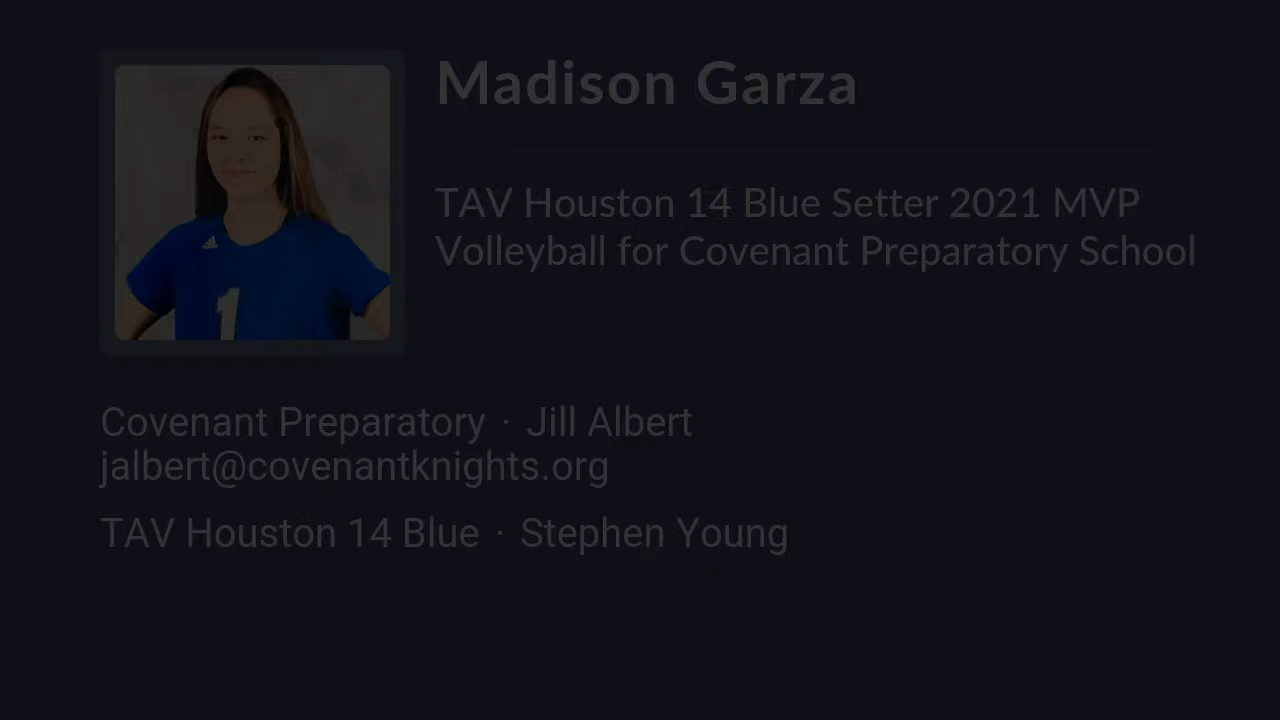 Madison Garza
TAV Houston 14 Blue Setter 2021 MVP
Volleyball for Covenant Preparatory School
1
Covenant Preparatory · Jill Albert
jalbert@covenantknights.org
TAV Houston 14 Blue · Stephen Young